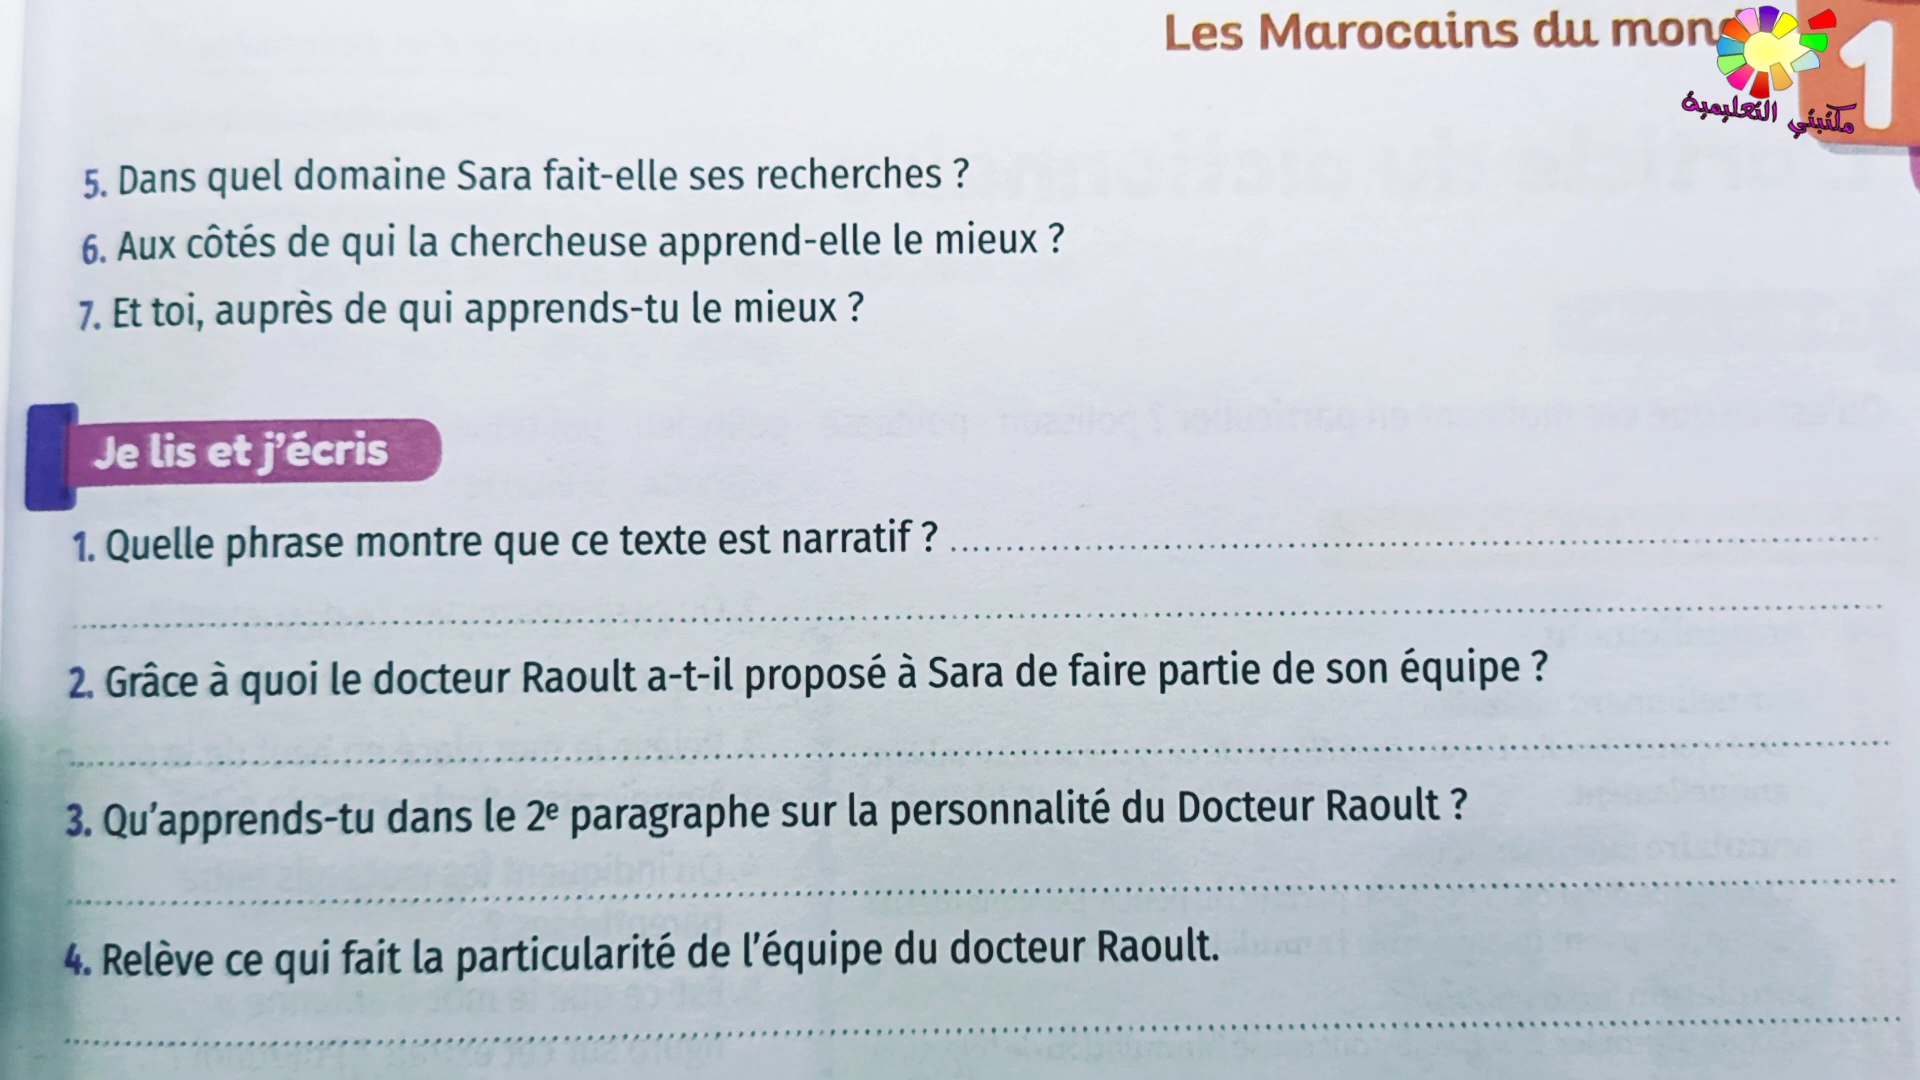 Les Marocains du mon
1
مكتبتي التعليمية
5. Dans quel domaine Sara fait-elle ses recherches ?
6. Aux côtés de qui la chercheuse apprend-elle le mieux ?
7. Et toi, auprès de qui apprends-tu le mieux ?
Je lis et j'écris
1. Quelle phrase montre que ce texte est narratif ?
2. Grâce à quoi le docteur Raoult a-t-il proposé à Sara de faire partie de son équipe ?
3. Qu'apprends-tu dans le 2e paragraphe sur la personnalité du Docteur Raoult ?
4. Relève ce qui fait la particularité de l'équipe du docteur Raoult.